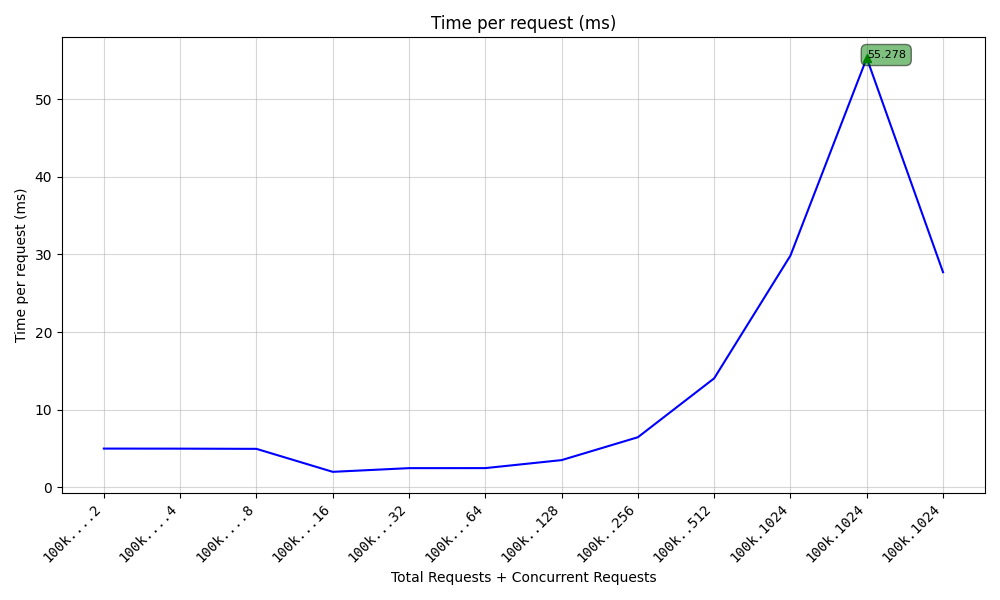 Time per request (ms)
55.278
Time per request (ms)
50
40
30
20
10
0
100k....2
100k....4
100k....8
100k...16
100k...32
100k...64
100k..128
100k..256
100k..512
100k.1024
100k.1024
100k.1024
Total Requests + Concurrent Requests